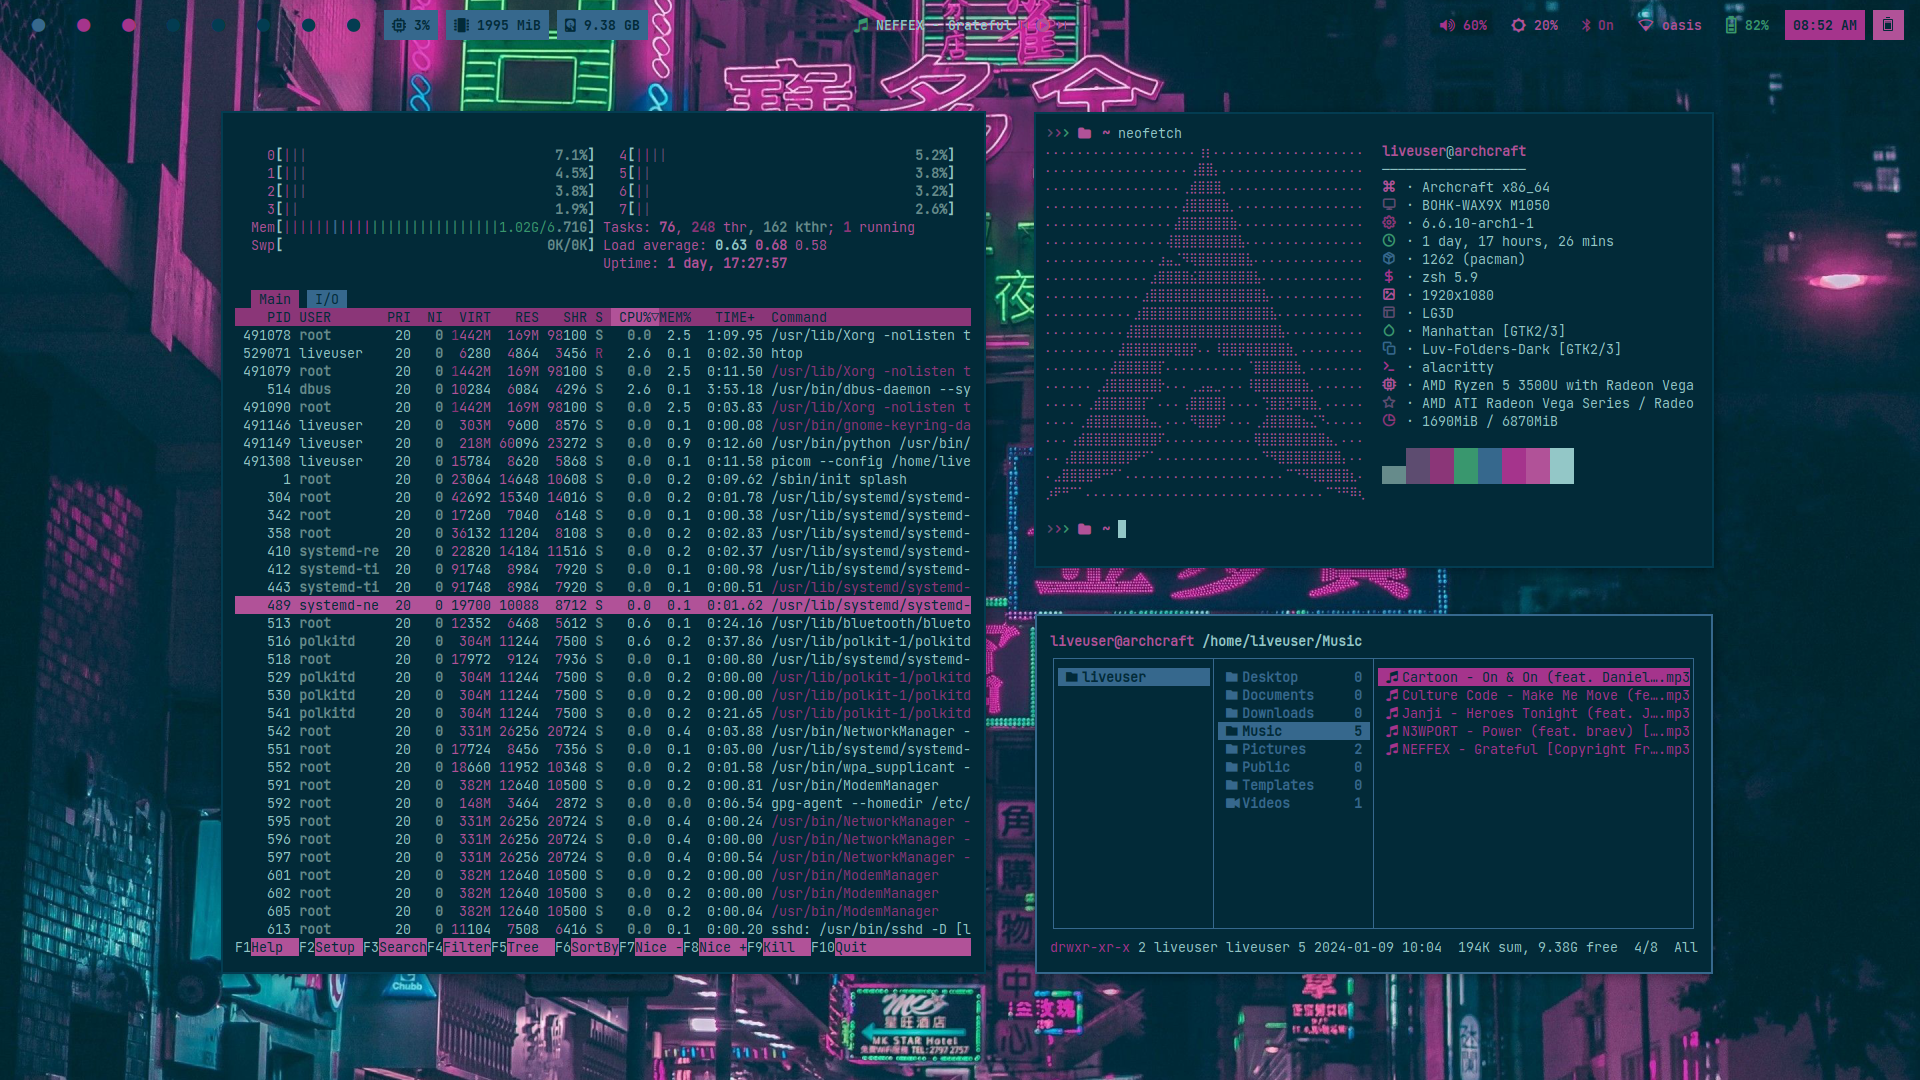 3% 1995 MiB 9.38 GB
NEFFEX Grateful
60% 20% On oasis 82% 08:52 AM
0[||| 7.1%] 4[|||| 5.2%]
1[||| 4.5%] 5[|| 3.8%]
2[||| 3.8%] 6[|| 3.2%]
3[|| 1.9%] 7[|| 2.6%]
Mem[|||||||||||||||||||||||||||1.02G/6.71G] Tasks: 76, 248 thr, 162 kthr; 1 running
Swp[ 0K/0K] Load average: 0.63 0.68 0.58
Uptime: 1 day, 17:27:57
Main I/O
PID USER PRI NI VIRT RES SHR S CPU%▽MEM% TIME+ Command
491078 root 20 0 1442M 169M 98100 S 0.0 2.5 1:09.95 /usr/lib/Xorg -nolisten t
529071 liveuser 20 0 6280 4864 3456 R 2.6 0.1 0:02.30 htop
491079 root 20 0 1442M 169M 98100 S 0.0 2.5 0:11.50 /usr/lib/Xorg -nolisten t
514 dbus 20 0 10284 6084 4296 S 2.6 0.1 3:53.18 /usr/bin/dbus-daemon --sy
491090 root 20 0 1442M 169M 98100 S 0.0 2.5 0:03.83 /usr/lib/Xorg -nolisten t
491146 liveuser 20 0 303M 9600 8576 S 0.0 0.1 0:00.08 /usr/bin/gnome-keyring-da
491149 liveuser 20 0 218M 60096 23272 S 0.0 0.9 0:12.60 /usr/bin/python /usr/bin/
491308 liveuser 20 0 15784 8620 5868 S 0.0 0.1 0:11.58 picom --config /home/live
1 root 20 0 23064 14648 10608 S 0.0 0.2 0:09.62 /sbin/init splash
304 root 20 0 42692 15340 14016 S 0.0 0.2 0:01.78 /usr/lib/systemd/systemd-
342 root 20 0 17260 7040 6148 S 0.0 0.1 0:00.38 /usr/lib/systemd/systemd-
358 root 20 0 36132 11204 8108 S 0.0 0.2 0:02.83 /usr/lib/systemd/systemd-
410 systemd-re 20 0 22820 14184 11516 S 0.0 0.2 0:02.37 /usr/lib/systemd/systemd-
412 systemd-ti 20 0 91748 8984 7920 S 0.0 0.1 0:00.98 /usr/lib/systemd/systemd-
443 systemd-ti 20 0 91748 8984 7920 S 0.0 0.1 0:00.51 /usr/lib/systemd/systemd-
489 systemd-ne 20 0 19700 10088 8712 S 0.0 0.1 0:01.62 /usr/lib/systemd/systemd-
513 root 20 0 12352 6468 5612 S 0.6 0.1 0:24.16 /usr/lib/bluetooth/blueto
516 polkitd 20 0 304M 11244 7500 S 0.6 0.2 0:37.86 /usr/lib/polkit-1/polkitd
518 root 20 0 17972 9124 7936 S 0.0 0.1 0:00.80 /usr/lib/systemd/systemd-
529 polkitd 20 0 304M 11244 7500 S 0.0 0.2 0:00.00 /usr/lib/polkit-1/polkitd
530 polkitd 20 0 304M 11244 7500 S 0.0 0.2 0:00.00 /usr/lib/polkit-1/polkitd
541 polkitd 20 0 304M 11244 7500 S 0.0 0.2 0:21.65 /usr/lib/polkit-1/polkitd
542 root 20 0 331M 26256 20724 S 0.0 0.4 0:03.88 /usr/bin/NetworkManager -
551 root 20 0 17724 8456 7356 S 0.0 0.1 0:03.00 /usr/lib/systemd/systemd-
552 root 20 0 18660 11952 10348 S 0.0 0.2 0:01.58 /usr/bin/wpa_supplicant -
591 root 20 0 382M 12640 10500 S 0.0 0.2 0:00.81 /usr/bin/ModemManager
592 root 20 0 148M 3464 2872 S 0.0 0.0 0:06.54 gpg-agent --homedir /etc/
595 root 20 0 331M 26256 20724 S 0.0 0.4 0:00.24 /usr/bin/NetworkManager -
596 root 20 0 331M 26256 20724 S 0.0 0.4 0:00.00 /usr/bin/NetworkManager -
597 root 20 0 331M 26256 20724 S 0.0 0.4 0:00.54 /usr/bin/NetworkManager -
601 root 20 0 382M 12640 10500 S 0.0 0.2 0:00.00 /usr/bin/ModemManager
602 root 20 0 382M 12640 10500 S 0.0 0.2 0:00.00 /usr/bin/ModemManager
605 root 20 0 382M 12640 10500 S 0.0 0.2 0:00.04 /usr/bin/ModemManager
613 root 20 0 11104 7508 6416 S 0.0 0.1 0:00.00 sshd: /usr/bin/sshd -D [l
F1Help F2Setup F3SearchF4FilterF5Tree F6SortByF7Nice -F8Nice +F9Kill F10Quit
>>> ~ neofetch
liveuser@archcraft
· Archcraft x86_64
· BOHK-WAX9X M1050
· 6.6.10-arch1-1
· 1 day, 17 hours, 26 mins
· 1262 (pacman)
· zsh 5.9
· 1920x1080
· LG3D
· Manhattan [GTK2/3]
· Luv-Folders-Dark [GTK2/3]
· alacritty
· AMD Ryzen 5 3500U with Radeon Vega
· AMD ATI Radeon Vega Series / Radeo
· 1690MiB / 6870MiB
>>> ~
liveuser@archcraft /home/liveuser/Music
liveuser
Desktop 0
Documents 0
Downloads 0
Music 5
Pictures 2
Public 0
Templates 0
Videos 1
Cartoon - On & On (feat. Daniel….mp3
Culture Code - Make Me Move (fe….mp3
Janji - Heroes Tonight (feat. J….mp3
N3WPORT - Power (feat. braev) [….mp3
NEFFEX - Grateful [Copyright Fr….mp3
drwxr-xr-x 2 liveuser liveuser 5 2024-01-09 10:04 194K sum, 9.38G free 4/8 All
寶多金
夜
角
物
中
心
Chubb
星旺酒店
MK STAR Hotel
TEL:2797 2757
玫瑰